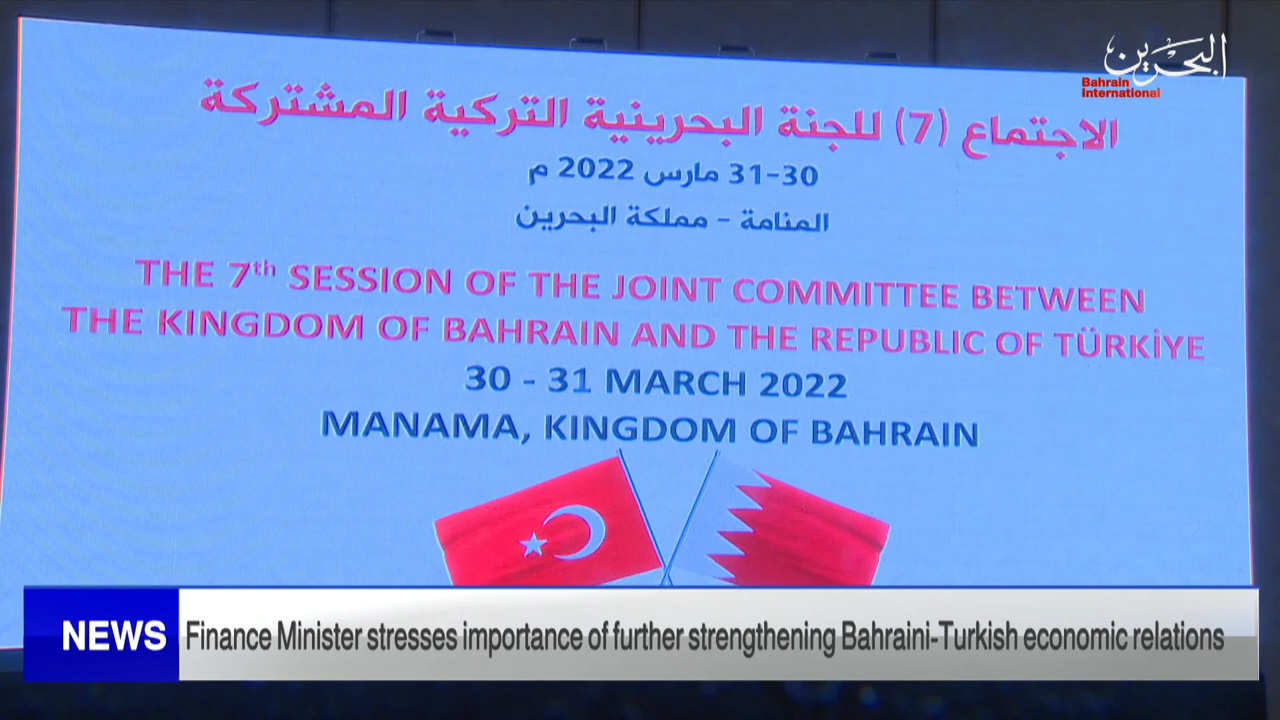 البحرين
Bahrain
International
الاجتماع (7) للجنة البحرينية التركية المشتركة
30-31 مارس 2022 م
المنامة - مملكة البحرين
THE 7th SESSION OF THE JOINT COMMITTEE BETWEEN
THE KINGDOM OF BAHRAIN AND THE REPUBLIC OF TÜRKİYE
30 - 31 MARCH 2022
MANAMA, KINGDOM OF BAHRAIN
NEWS Finance Minister stresses importance of further strengthening Bahraini-Turkish economic relations